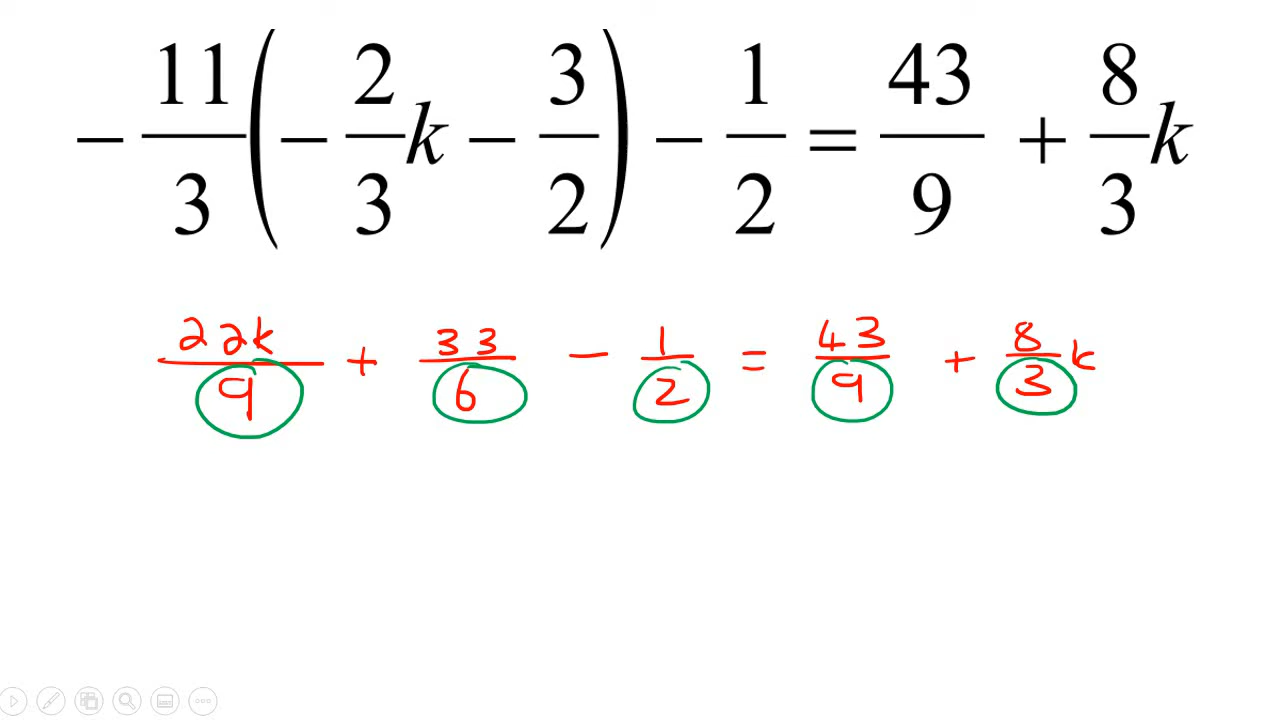 −11/3(−2/3k−3/2)−1/2=43/9+8/3k
22k/9 + 33/6 − 1/2 = 43/9 + 8/3 k